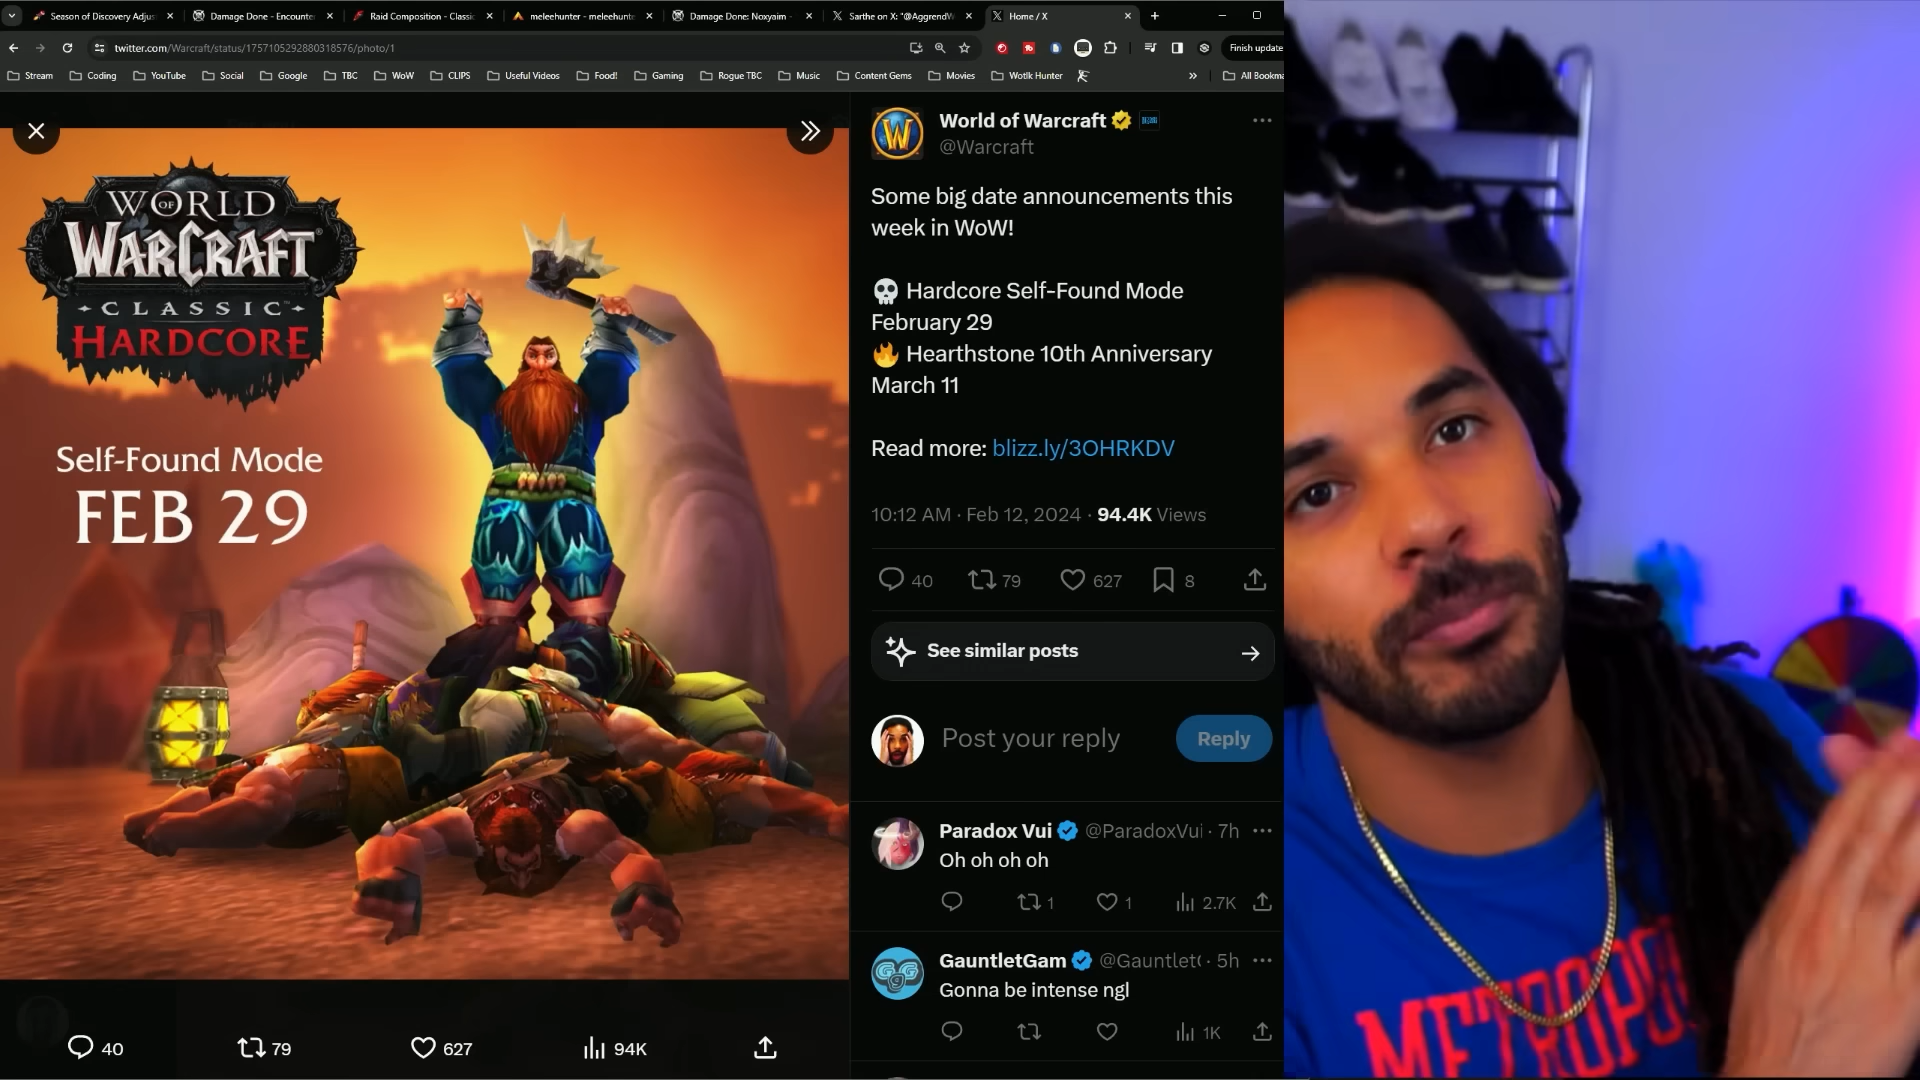 Season of Discovery Adjus
Damage Done - Encounte
Raid Composition - Classic
meleehunter - meleehunte
Damage Done: Noxyaim -
Sarthe on X: "@AggrendW
Home / X
twitter.com/Warcraft/status/1757105292880318576/photo/1
Finish update
Stream
Coding
YouTube
Social
Google
TBC
WoW
CLIPS
Useful Videos
Food!
Gaming
Rogue TBC
Music
Content Gems
Movies
Wotlk Hunter
All Bookma
WORLD
OF
WARCRAFT
CLASSIC
HARDCORE
Self-Found Mode
FEB 29
40
79
627
94K
World of Warcraft
@Warcraft
Some big date announcements this
week in WoW!
💀 Hardcore Self-Found Mode
February 29
🔥 Hearthstone 10th Anniversary
March 11
Read more: blizz.ly/3OHRKDV
10:12 AM · Feb 12, 2024 · 94.4K Views
40 79 627 8
See similar posts
Post your reply
Reply
Paradox Vui @ParadoxVui · 7h
Oh oh oh oh
1 1 2.7K
GauntletGam @Gauntlet( · 5h
Gonna be intense ngl
1K
METROPO